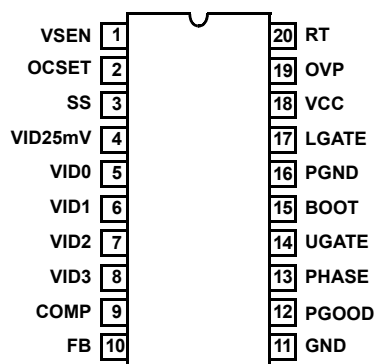 VSEN 1 20 RT
OCSET 2 19 OVP
SS 3 18 VCC
VID25mV 4 17 LGATE
VID0 5 16 PGND
VID1 6 15 BOOT
VID2 7 14 UGATE
VID3 8 13 PHASE
COMP 9 12 PGOOD
FB 10 11 GND